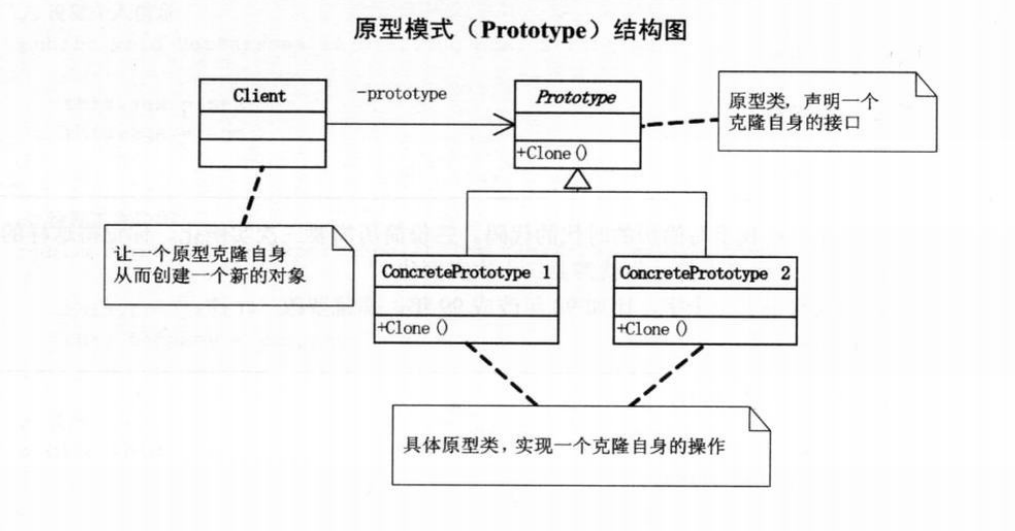 原型模式（Prototype）结构图
Client
-prototype
Prototype
+Clone()
原型类，声明一个
克隆自身的接口
让一个原型克隆自身
从而创建一个新的对象
ConcretePrototype 1
+Clone()
ConcretePrototype 2
+Clone()
具体原型类，实现一个克隆自身的操作